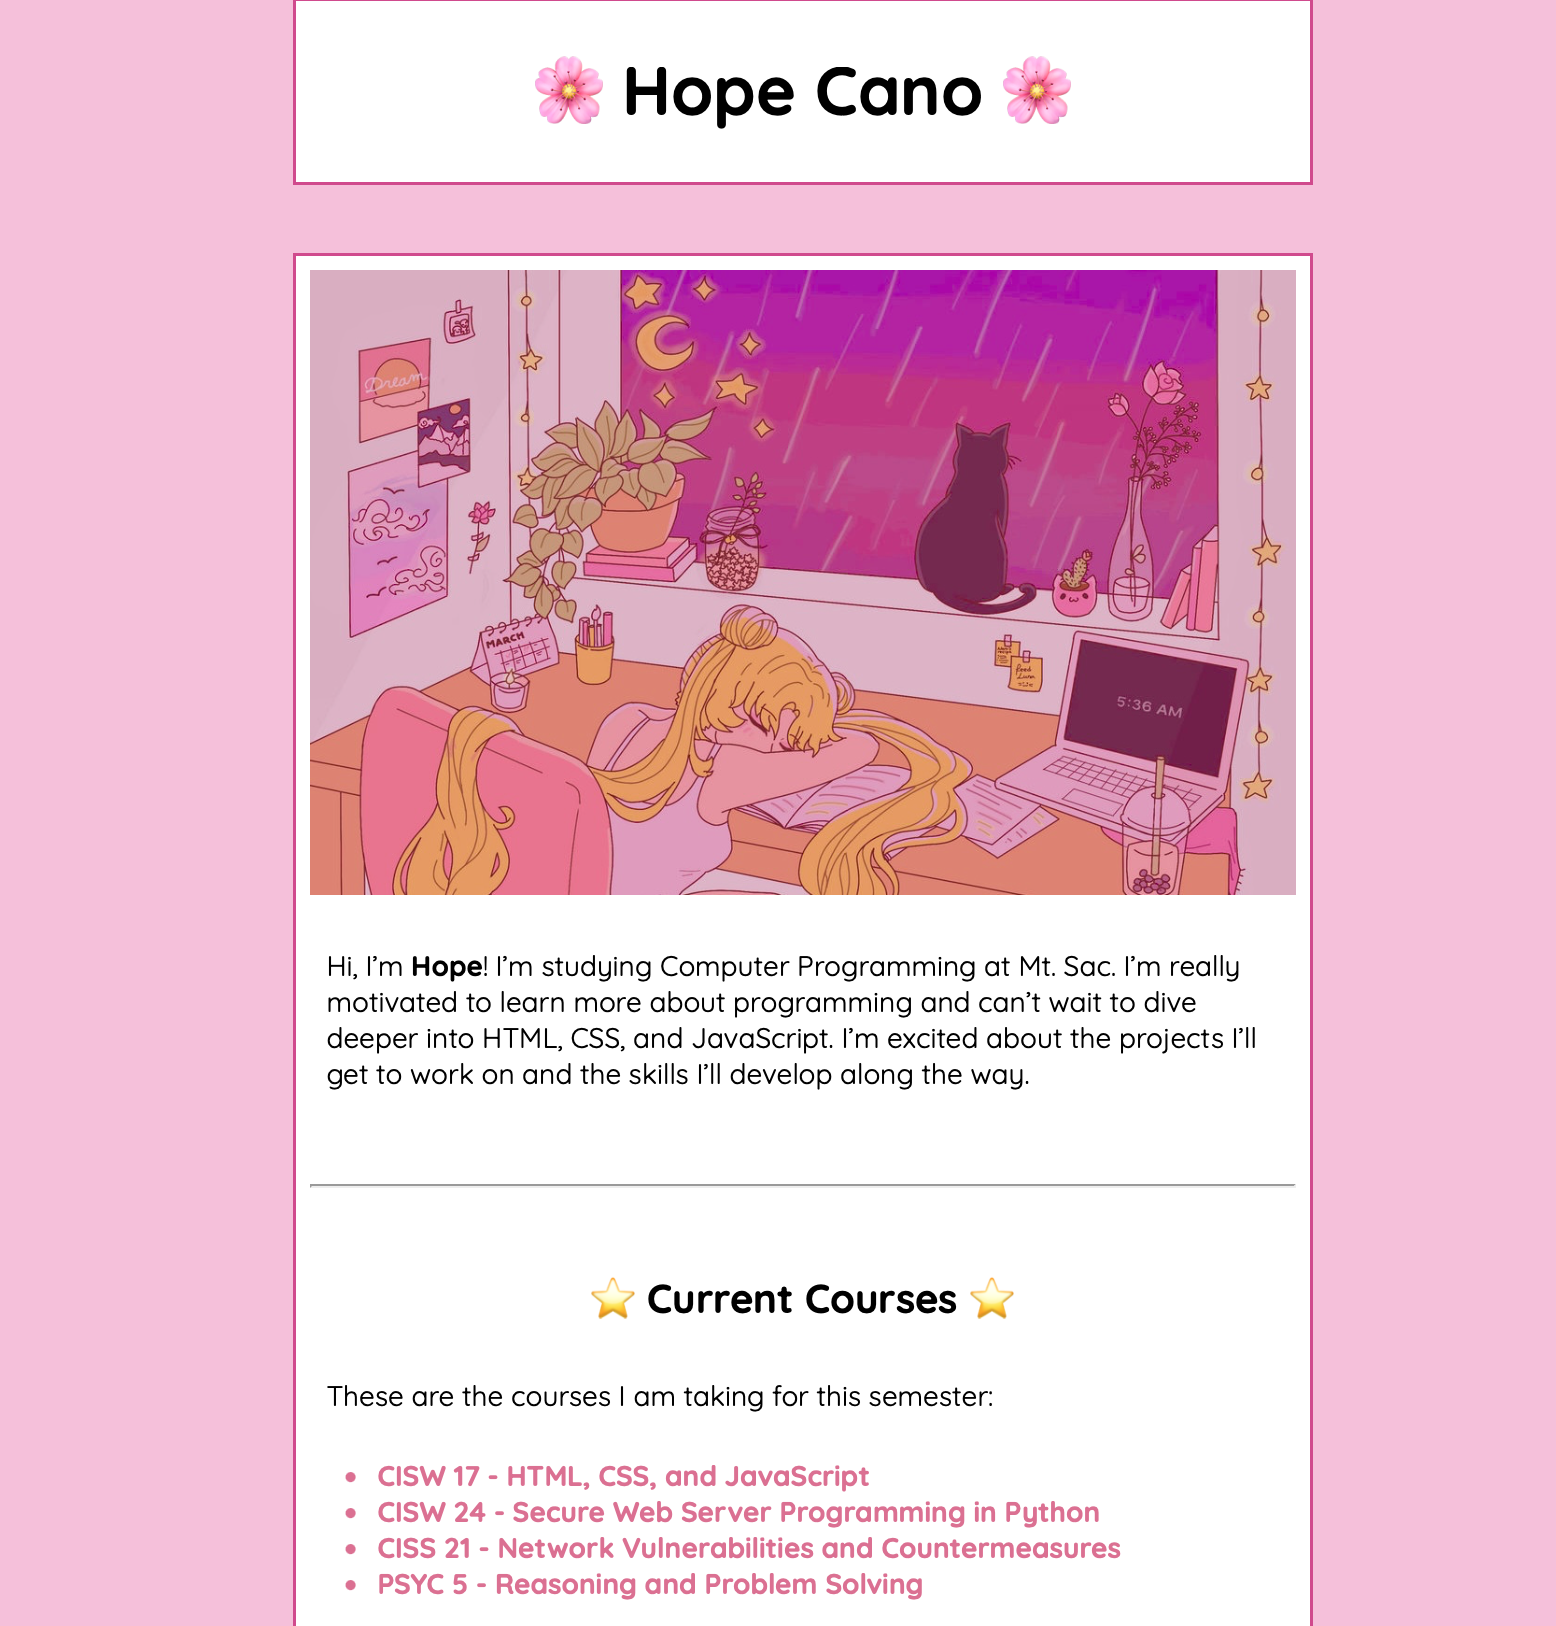 🌸 Hope Cano 🌸
Dream
MARCH
5:36 AM
Hi, I’m Hope! I’m studying Computer Programming at Mt. Sac. I’m really
motivated to learn more about programming and can’t wait to dive
deeper into HTML, CSS, and JavaScript. I’m excited about the projects I’ll
get to work on and the skills I’ll develop along the way.
⭐ Current Courses ⭐
These are the courses I am taking for this semester:
• CISW 17 - HTML, CSS, and JavaScript
• CISW 24 - Secure Web Server Programming in Python
• CISS 21 - Network Vulnerabilities and Countermeasures
• PSYC 5 - Reasoning and Problem Solving